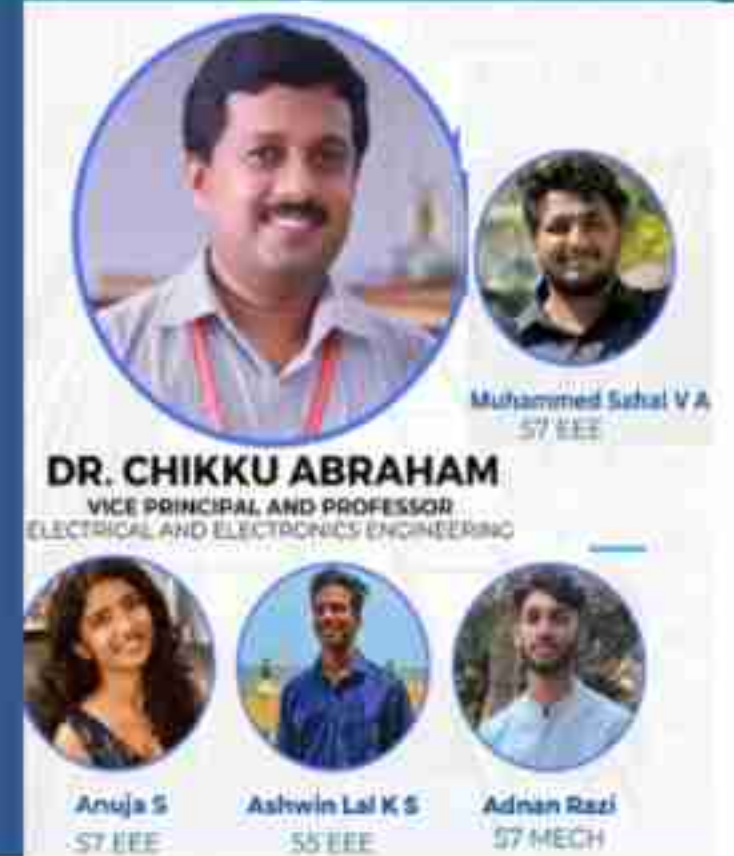 Muhammed Sahal V A
S7 EEE
DR. CHIKKU ABRAHAM
VICE PRINCIPAL AND PROFESSOR
ELECTRICAL AND ELECTRONICS ENGINEERING
Anuja S
S7 EEE
Ashwin Lal K S
S5 EEE
Adnan Razi
S7 MECH